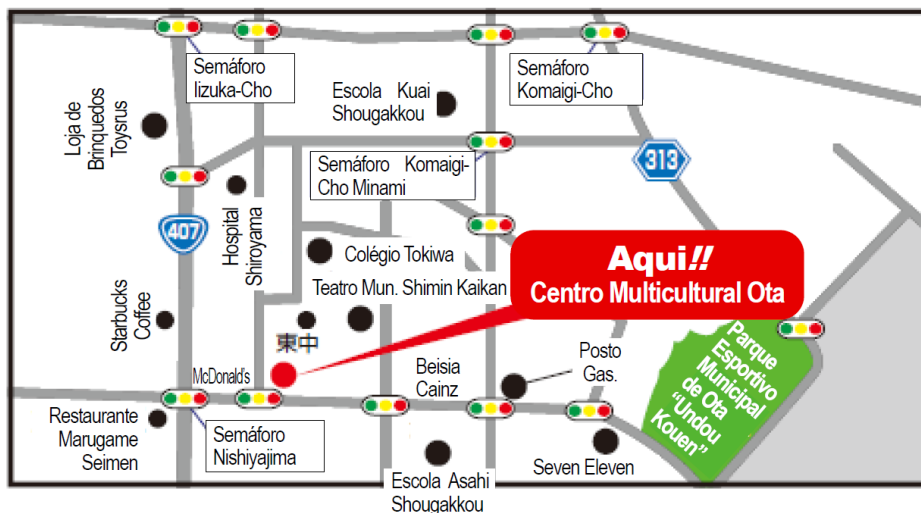 Semáforo
Iizuka-Cho
Escola Kuai
Shougakkou
Semáforo
Komaigi-Cho
Loja de
Brinquedos
Toysrus
Semáforo Komaigi-
Cho Minami
313
407
Hospital
Shiroyama
Colégio Tokiwa
Teatro Mun. Shimin Kaikan
Aqui!!
Centro Multicultural Ota
Starbucks
Coffee
東中
McDonald's
Beisia
Cainz
Posto
Gas.
Parque
Esportivo
Municipal
de Ota
“Undou
Kouen”
Restaurante
Marugame
Seimen
Semáforo
Nishiyajima
Escola Asahi
Shougakkou
Seven Eleven